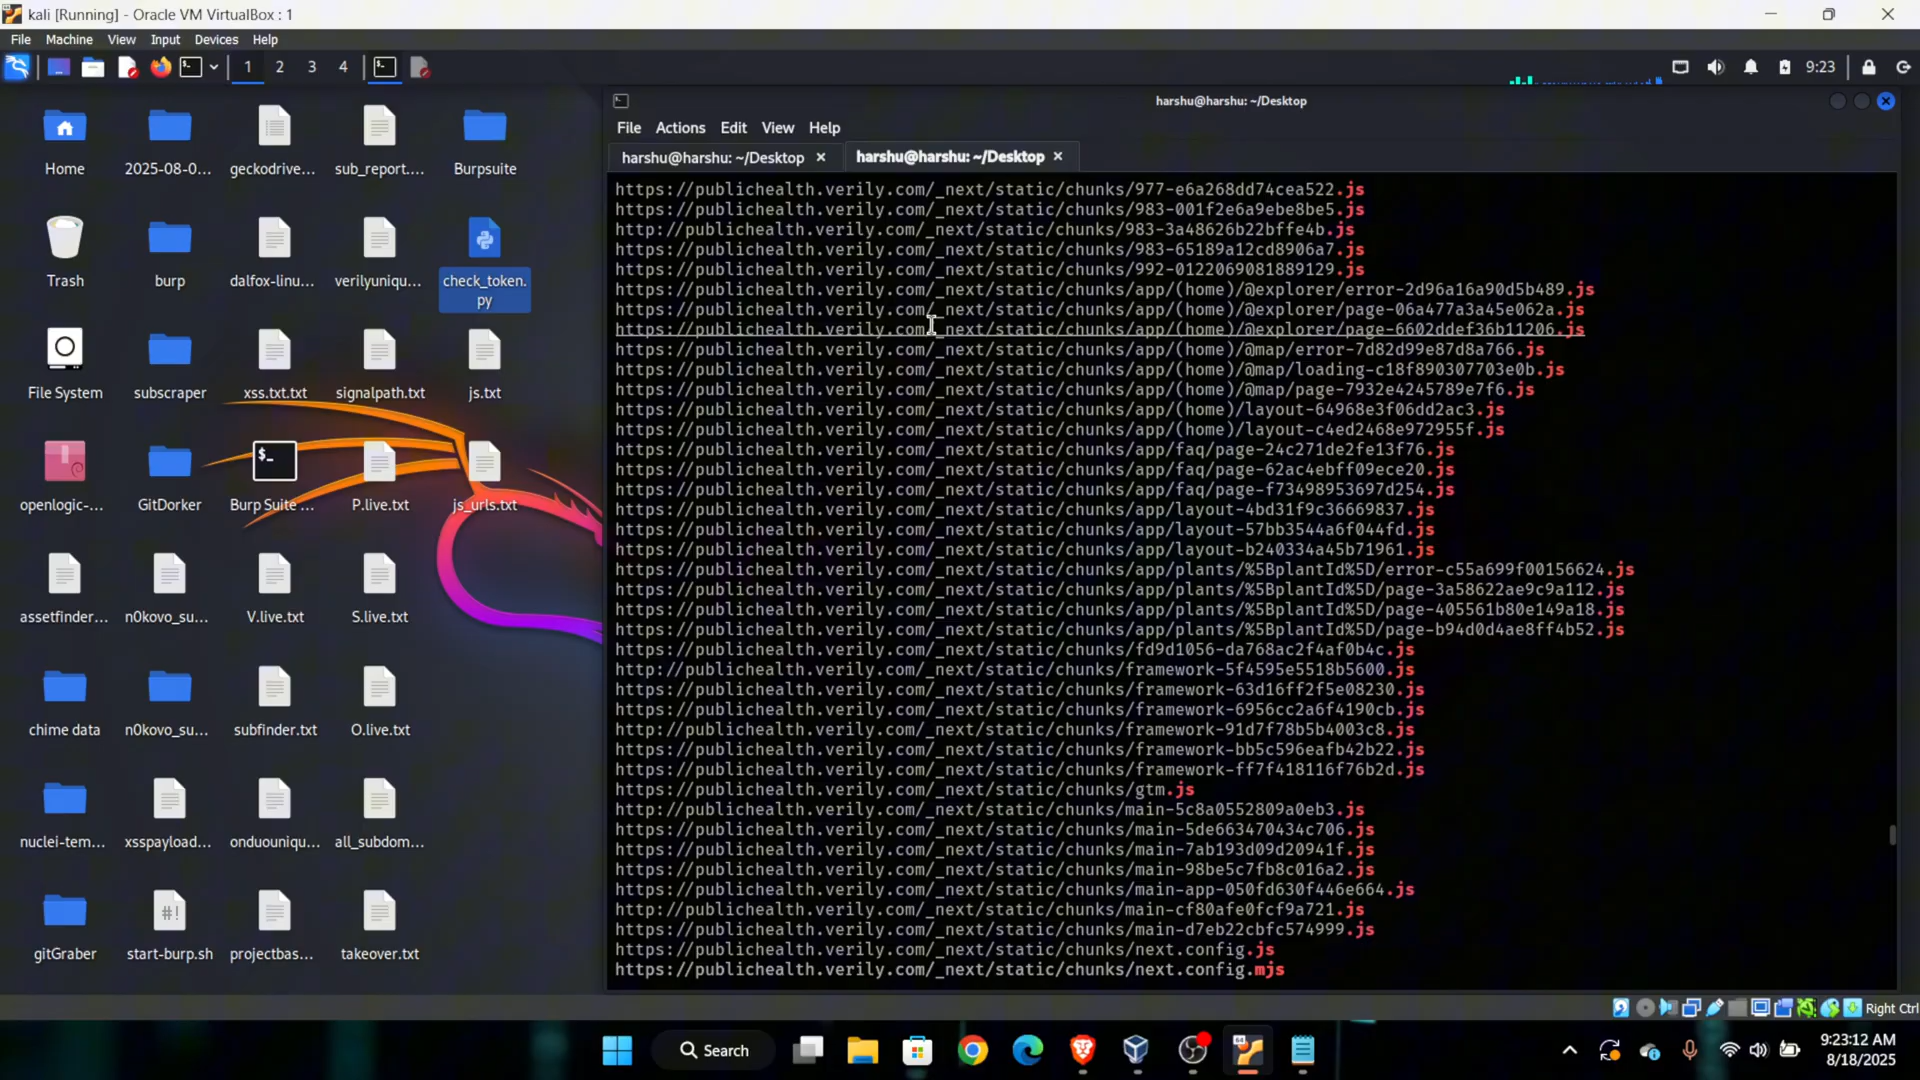 kali [Running] - Oracle VM VirtualBox : 1
File Machine View Input Devices Help
1 2 3 4
9:23
Home
2025-08-0...
geckodrive...
sub_report....
Burpsuite
Trash
burp
dalfox-linu...
verilyuniqu...
check_token.
py
File System
subscraper
xss.txt.txt
signalpath.txt
js.txt
openlogic-...
GitDorker
Burp Suite ...
P.live.txt
js_urls.txt
assetfinder...
n0kovo_su...
V.live.txt
S.live.txt
chime data
n0kovo_su...
subfinder.txt
O.live.txt
nuclei-tem...
xsspayload...
onduouniqu...
all_subdom...
gitGraber
start-burp.sh
projectbas...
takeover.txt
harshu@harshu: ~/Desktop
File Actions Edit View Help
harshu@harshu: ~/Desktop × harshu@harshu: ~/Desktop ×
https://publichealth.verily.com/_next/static/chunks/977-e6a268dd74cea522.js
https://publichealth.verily.com/_next/static/chunks/983-001f2e6a9ebe8be5.js
http://publichealth.verily.com/_next/static/chunks/983-3a48626b22bffe4b.js
https://publichealth.verily.com/_next/static/chunks/983-65189a12cd8906a7.js
https://publichealth.verily.com/_next/static/chunks/992-0122069081889129.js
https://publichealth.verily.com/_next/static/chunks/app/(home)/@explorer/error-2d96a16a90d5b489.js
https://publichealth.verily.com/_next/static/chunks/app/(home)/@explorer/page-06a477a3a45e062a.js
https://publichealth.verily.com/_next/static/chunks/app/(home)/@explorer/page-6602ddef36b11206.js
https://publichealth.verily.com/_next/static/chunks/app/(home)/@map/error-7d82d99e87d8a766.js
https://publichealth.verily.com/_next/static/chunks/app/(home)/@map/loading-c18f890307703e0b.js
https://publichealth.verily.com/_next/static/chunks/app/(home)/@map/page-7932e4245789e7f6.js
https://publichealth.verily.com/_next/static/chunks/app/(home)/layout-64968e3f06dd2ac3.js
https://publichealth.verily.com/_next/static/chunks/app/(home)/layout-c4ed2468e972955f.js
https://publichealth.verily.com/_next/static/chunks/app/faq/page-24c271de2fe13f76.js
https://publichealth.verily.com/_next/static/chunks/app/faq/page-62ac4ebff09ece20.js
https://publichealth.verily.com/_next/static/chunks/app/faq/page-f73498953697d254.js
https://publichealth.verily.com/_next/static/chunks/app/layout-4bd31f9c36669837.js
https://publichealth.verily.com/_next/static/chunks/app/layout-57bb3544a6f044fd.js
https://publichealth.verily.com/_next/static/chunks/app/layout-b240334a45b71961.js
https://publichealth.verily.com/_next/static/chunks/app/plants/%5BplantId%5D/error-c55a699f00156624.js
https://publichealth.verily.com/_next/static/chunks/app/plants/%5BplantId%5D/page-3a58622ae9c9a112.js
https://publichealth.verily.com/_next/static/chunks/app/plants/%5BplantId%5D/page-405561b80e149a18.js
https://publichealth.verily.com/_next/static/chunks/app/plants/%5BplantId%5D/page-b94d0d4ae8ff4b52.js
https://publichealth.verily.com/_next/static/chunks/fd9d1056-da768ac2f4af0b4c.js
http://publichealth.verily.com/_next/static/chunks/framework-5f4595e5518b5600.js
https://publichealth.verily.com/_next/static/chunks/framework-63d16ff2f5e08230.js
https://publichealth.verily.com/_next/static/chunks/framework-6956cc2a6f4190cb.js
http://publichealth.verily.com/_next/static/chunks/framework-91d7f78b5b4003c8.js
https://publichealth.verily.com/_next/static/chunks/framework-bb5c596eafb42b22.js
https://publichealth.verily.com/_next/static/chunks/framework-ff7f418116f76b2d.js
https://publichealth.verily.com/_next/static/chunks/gtm.js
http://publichealth.verily.com/_next/static/chunks/main-5c8a0552809a0eb3.js
https://publichealth.verily.com/_next/static/chunks/main-5de663470434c706.js
https://publichealth.verily.com/_next/static/chunks/main-7ab193d09d20941f.js
https://publichealth.verily.com/_next/static/chunks/main-98be5c7fb8c016a2.js
https://publichealth.verily.com/_next/static/chunks/main-app-050fd630f446e664.js
http://publichealth.verily.com/_next/static/chunks/main-cf80afe0fcf9a721.js
https://publichealth.verily.com/_next/static/chunks/main-d7eb22cbfc574999.js
https://publichealth.verily.com/_next/static/chunks/next.config.js
https://publichealth.verily.com/_next/static/chunks/next.config.mjs
Right Ctrl
Search
9:23:12 AM
8/18/2025